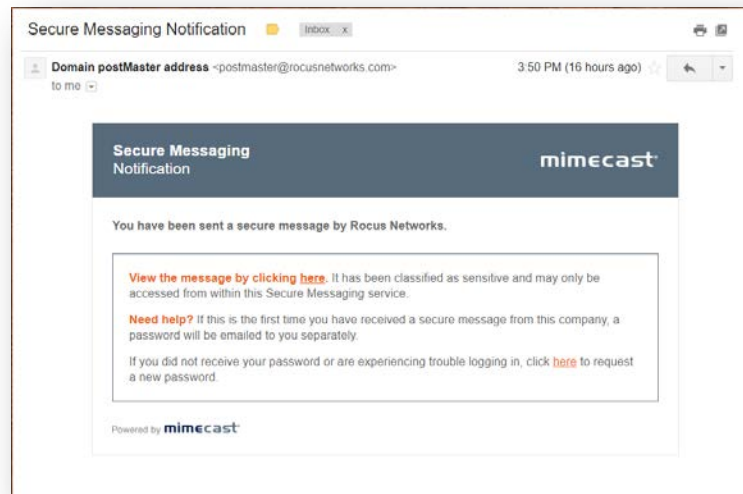 Secure Messaging Notification Inbox x
Domain postMaster address <postmaster@rocusnetworks.com> 3:50 PM (16 hours ago)
to me
Secure Messaging
Notification
mimecast
You have been sent a secure message by Rocus Networks.
View the message by clicking here. It has been classified as sensitive and may only be
accessed from within this Secure Messaging service.
Need help? If this is the first time you have received a secure message from this company, a
password will be emailed to you separately.
If you did not receive your password or are experiencing trouble logging in, click here to request
a new password.
Powered by mimecast